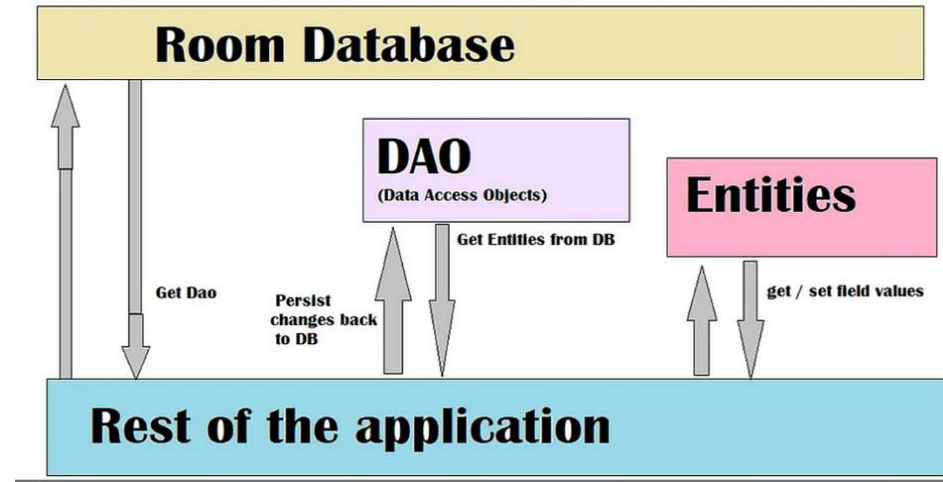 Room Database
DAO
(Data Access Objects)
Entities
Get Entities from DB
Get Dao
Persist
changes back
to DB
get / set field values
Rest of the application